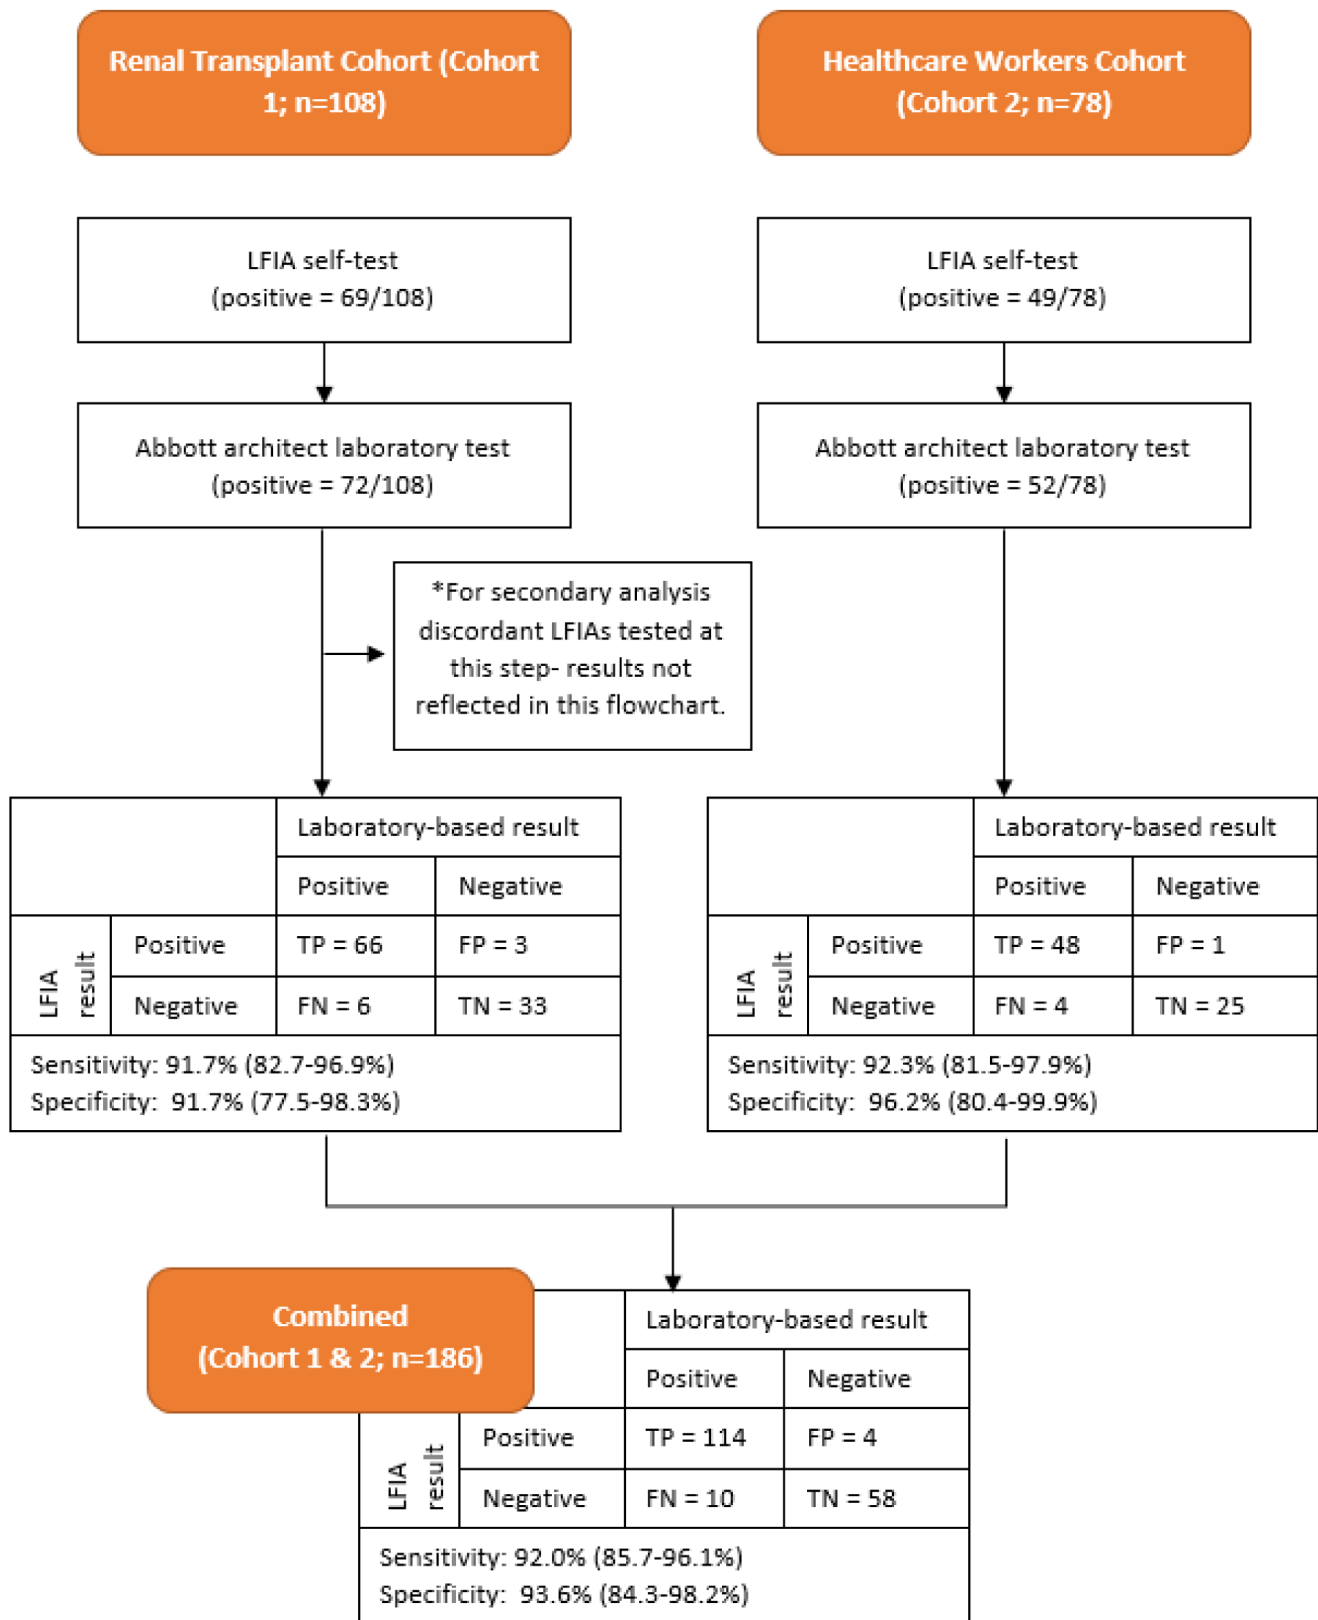 Renal Transplant Cohort (Cohort
1; n=108)
Healthcare Workers Cohort
(Cohort 2; n=78)
LFIA self-test
(positive = 69/108)
LFIA self-test
(positive = 49/78)
Abbott architect laboratory test
(positive = 72/108)
Abbott architect laboratory test
(positive = 52/78)
*For secondary analysis
discordant LFIAs tested at
this step- results not
reflected in this flowchart.
Laboratory-based result
Positive Negative
LFIA
result
Positive TP = 66 FP = 3
Negative FN = 6 TN = 33
Sensitivity: 91.7% (82.7-96.9%)
Specificity: 91.7% (77.5-98.3%)
Laboratory-based result
Positive Negative
LFIA
result
Positive TP = 48 FP = 1
Negative FN = 4 TN = 25
Sensitivity: 92.3% (81.5-97.9%)
Specificity: 96.2% (80.4-99.9%)
Combined
(Cohort 1 & 2; n=186)
Laboratory-based result
Positive Negative
LFIA
result
Positive TP = 114 FP = 4
Negative FN = 10 TN = 58
Sensitivity: 92.0% (85.7-96.1%)
Specificity: 93.6% (84.3-98.2%)